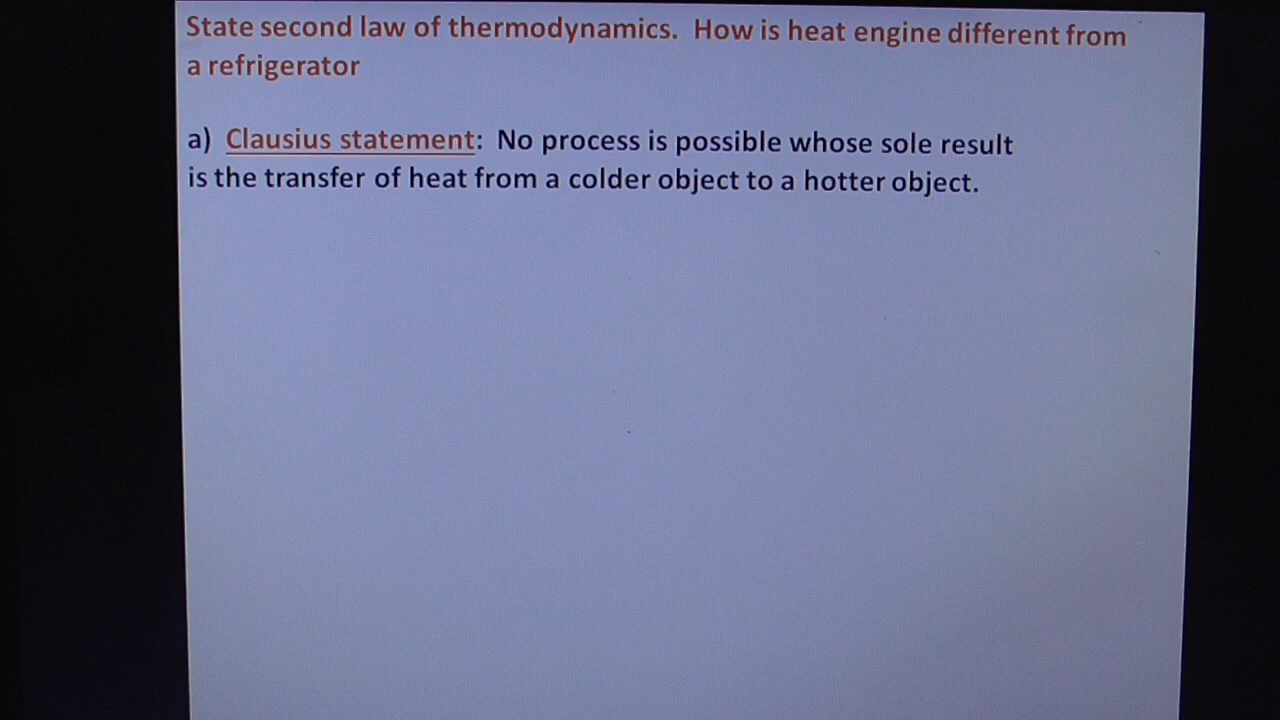 State second law of thermodynamics. How is heat engine different from
a refrigerator
a) Clausius statement: No process is possible whose sole result
is the transfer of heat from a colder object to a hotter object.